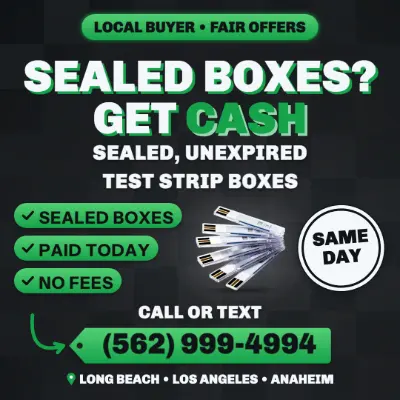 LOCAL BUYER • FAIR OFFERS
SEALED BOXES?
GET CASH
SEALED, UNEXPIRED
TEST STRIP BOXES
✓ SEALED BOXES
✓ PAID TODAY
✓ NO FEES
SAME
DAY
CALL OR TEXT
(562) 999-4994
LONG BEACH • LOS ANGELES • ANAHEIM